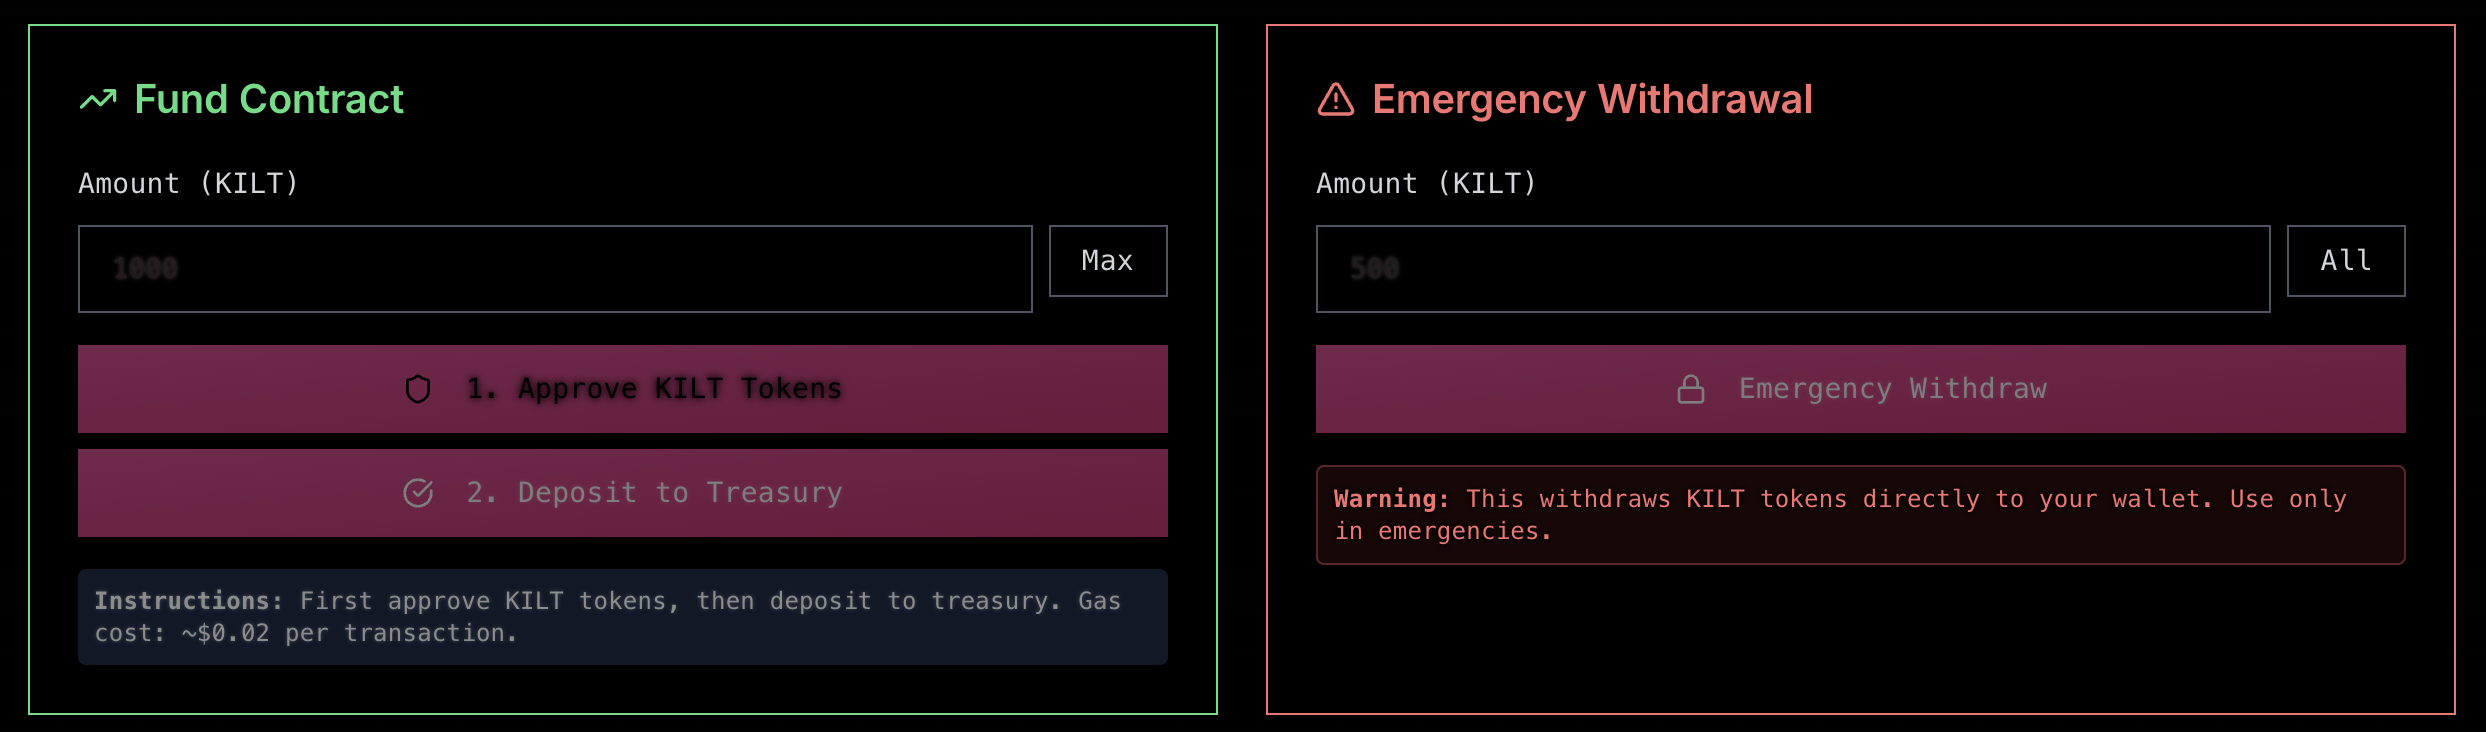 Fund Contract
Amount (KILT)
1000
Max
1. Approve KILT Tokens
2. Deposit to Treasury
Instructions: First approve KILT tokens, then deposit to treasury. Gas
cost: ~$0.02 per transaction.
Emergency Withdrawal
Amount (KILT)
500
All
Emergency Withdraw
Warning: This withdraws KILT tokens directly to your wallet. Use only
in emergencies.